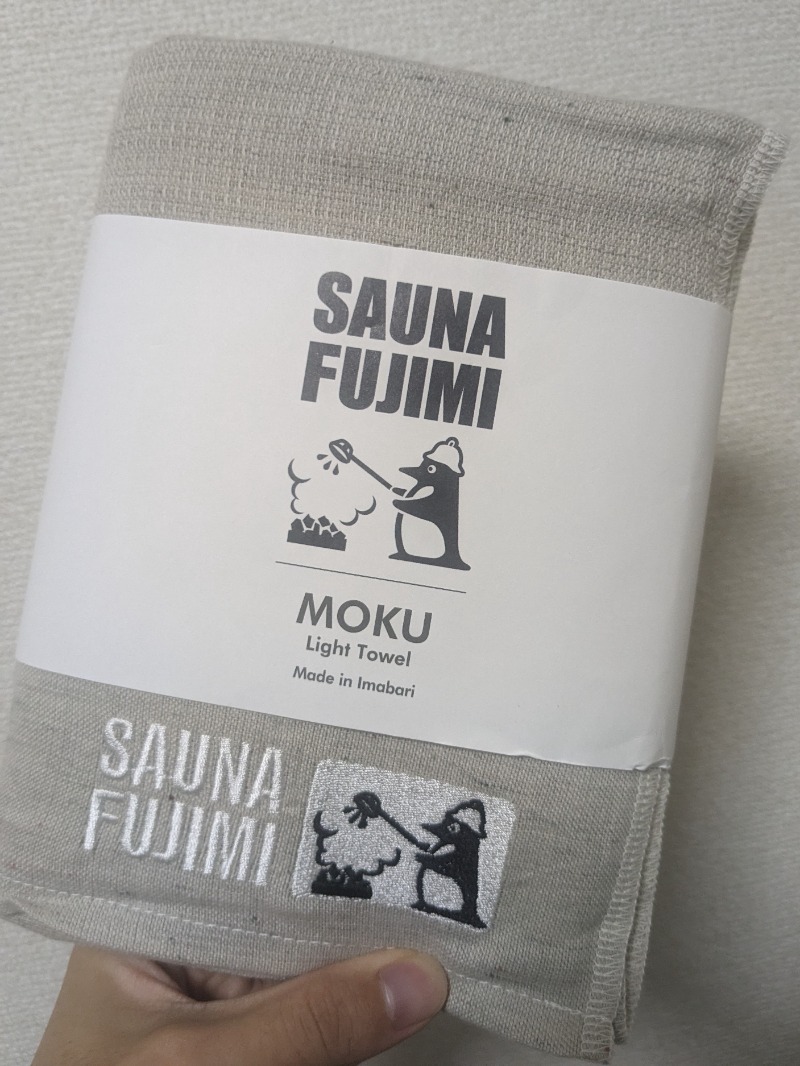 SAUNA
FUJIMI
MOKU
Light Towel
Made in Imabari
SAUNA
FUJIMI